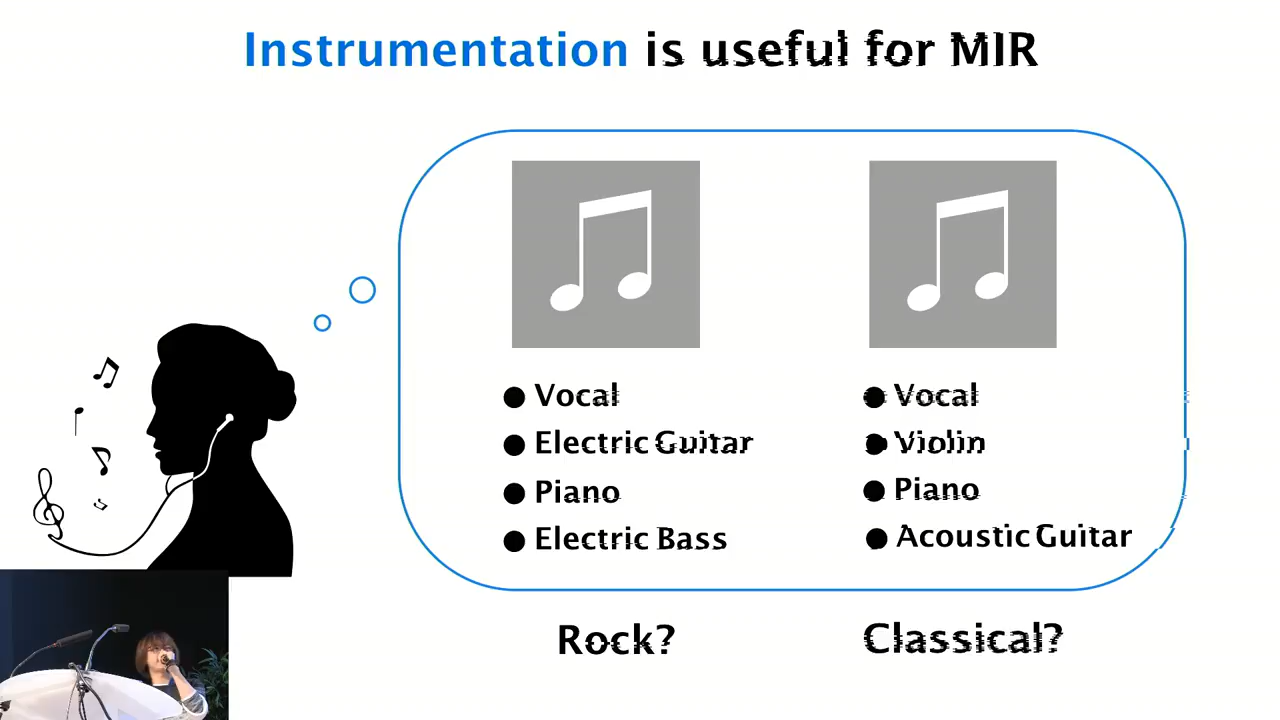 Instrumentation is useful for MIR
● Vocal
● Electric Guitar
● Piano
● Electric Bass
Rock?
● Vocal
● Violin
● Piano
● Acoustic Guitar
Classical?